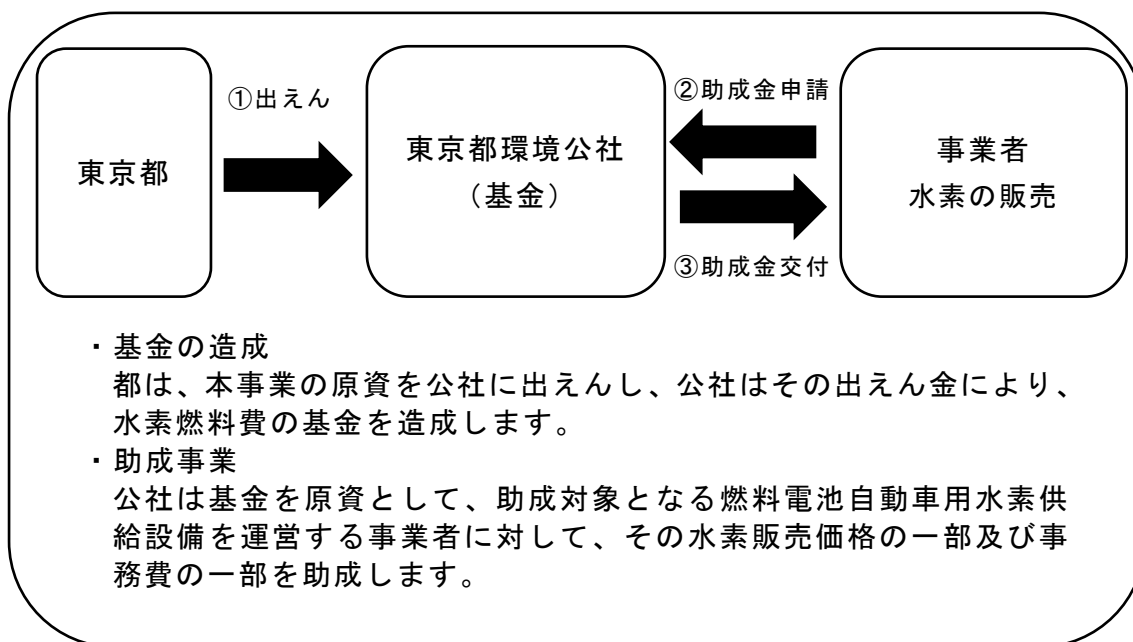 東京都
①出えん
東京都環境公社
（基金）
②助成金申請
③助成金交付
事業者
水素の販売
・基金の造成
都は、本事業の原資を公社に出えんし、公社はその出えん金により、
水素燃料費の基金を造成します。
・助成事業
公社は基金を原資として、助成対象となる燃料電池自動車用水素供
給設備を運営する事業者に対して、その水素販売価格の一部及び事
務費の一部を助成します。